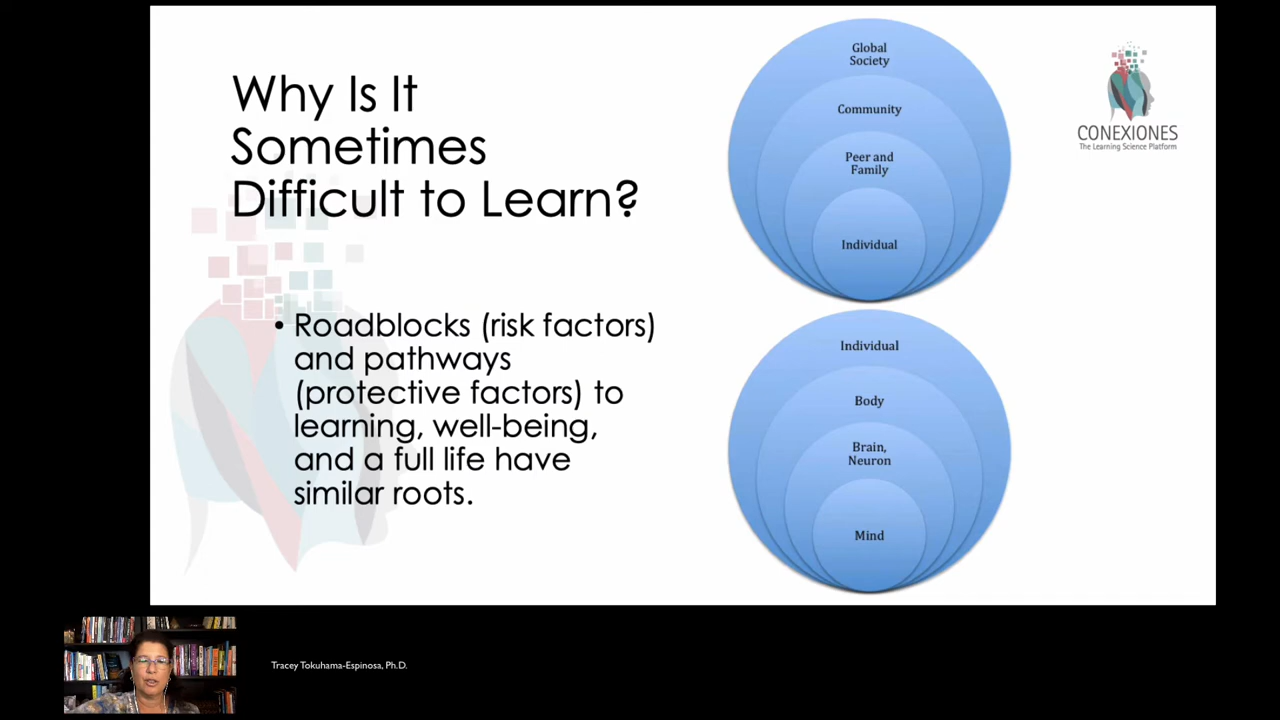 Why Is It
Sometimes
Difficult to Learn?
• Roadblocks (risk factors)
and pathways
(protective factors) to
learning, well-being,
and a full life have
similar roots.
Global
Society
Community
Peer and
Family
Individual
Individual
Body
Brain,
Neuron
Mind
CONEXIONES
The Learning Science Platform
Tracey Tokuhama-Espinosa, Ph.D.